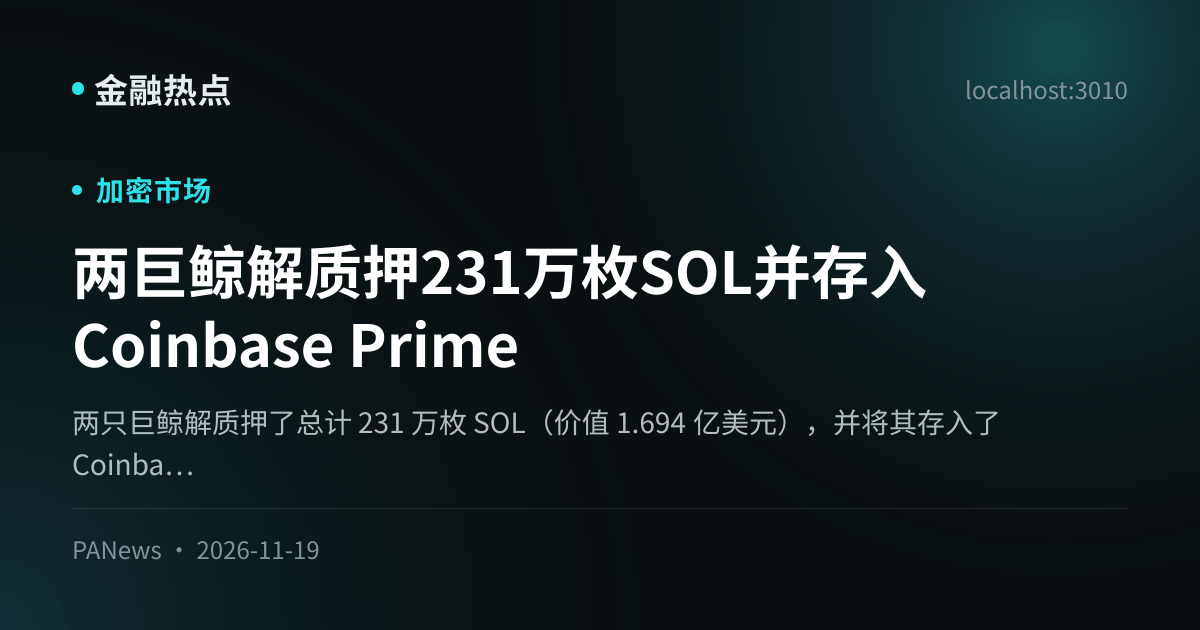 金融热点
localhost:3010
加密市场
两巨鲸解质押231万枚SOL并存入
Coinbase Prime
两只巨鲸解质押了总计 231 万枚 SOL（价值 1.694 亿美元），并将其存入了
Coinba…
PANews • 2026-11-19